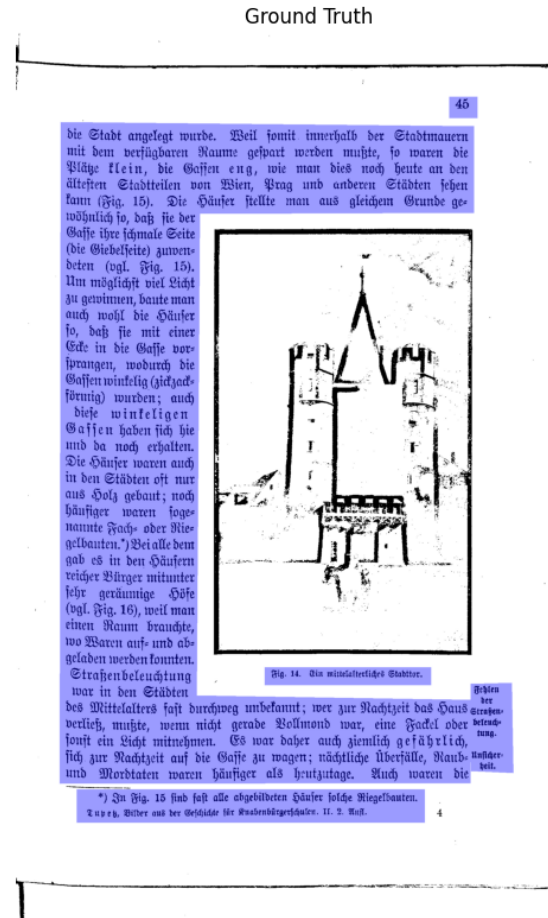 Ground Truth
45
die Stadt angelegt wurde. Weil somit innerhalb der Stadtmauern
mit dem verfügbaren Raume gespart werden mußte, so waren die
Plätze klein, die Gassen eng, wie man dies noch heute an den
ältesten Stadtteilen von Wien, Prag und anderen Städten sehen
kann (Fig. 15). Die Häuser stellte man aus gleichem Grunde ge-
wöhnlich so, daß sie der
Gasse ihre schmale Seite
(die Giebelseite) zuwen-
deten (vgl. Fig. 15).
Um möglichst viel Licht
zu gewinnen, baute man
auch wohl die Häuser
so, daß sie mit einer
Ecke in die Gasse vor-
sprangen, wodurch die
Gassen winkelig (zickzack-
förmig) wurden; auch
diese winkeligen
Gassen haben sich hie
und da noch erhalten.
Die Häuser waren auch
in den Städten oft nur
aus Holz gebaut; noch
häufiger waren soge-
nannte Fach- oder Rie-
gelbauten.*) Bei alle dem
gab es in den Häusern
reicher Bürger mitunter
sehr geräumige Höfe
(vgl. Fig. 16), weil man
einen Raum brauchte,
wo Waren auf- und ab-
geladen werden konnten.
Straßenbeleuchtung
war in den Städten
Fig. 14. Ein mittelalterliches Stadttor.
des Mittelalters fast durchweg unbekannt; wer zur Nachtzeit das Haus
verließ, mußte, wenn nicht gerade Vollmond war, eine Fackel oder
sonst ein Licht mitnehmen. Es war daher auch ziemlich gefährlich,
sich zur Nachtzeit auf die Gasse zu wagen; nächtliche Überfälle, Raub-
und Mordtaten waren häufiger als heutzutage. Auch waren die
Fehlen
der
Straßen-
beleuch-
tung.
Unsicher-
heit.
*) In Fig. 15 sind fast alle abgebildeten Häuser solche Riegelbauten.
Tupetz, Bilder aus der Geschichte für Knabenbürgerschulen. II. 2. Aufl.
4